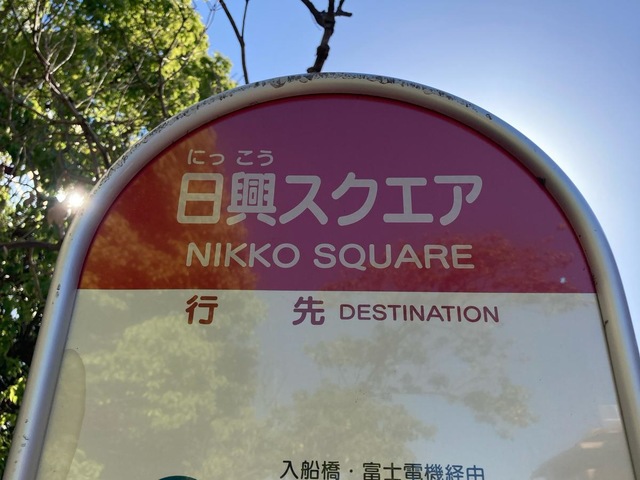 にっこう
日興スクエア
NIKKO SQUARE
行先 DESTINATION
入船橋・富士電機経由